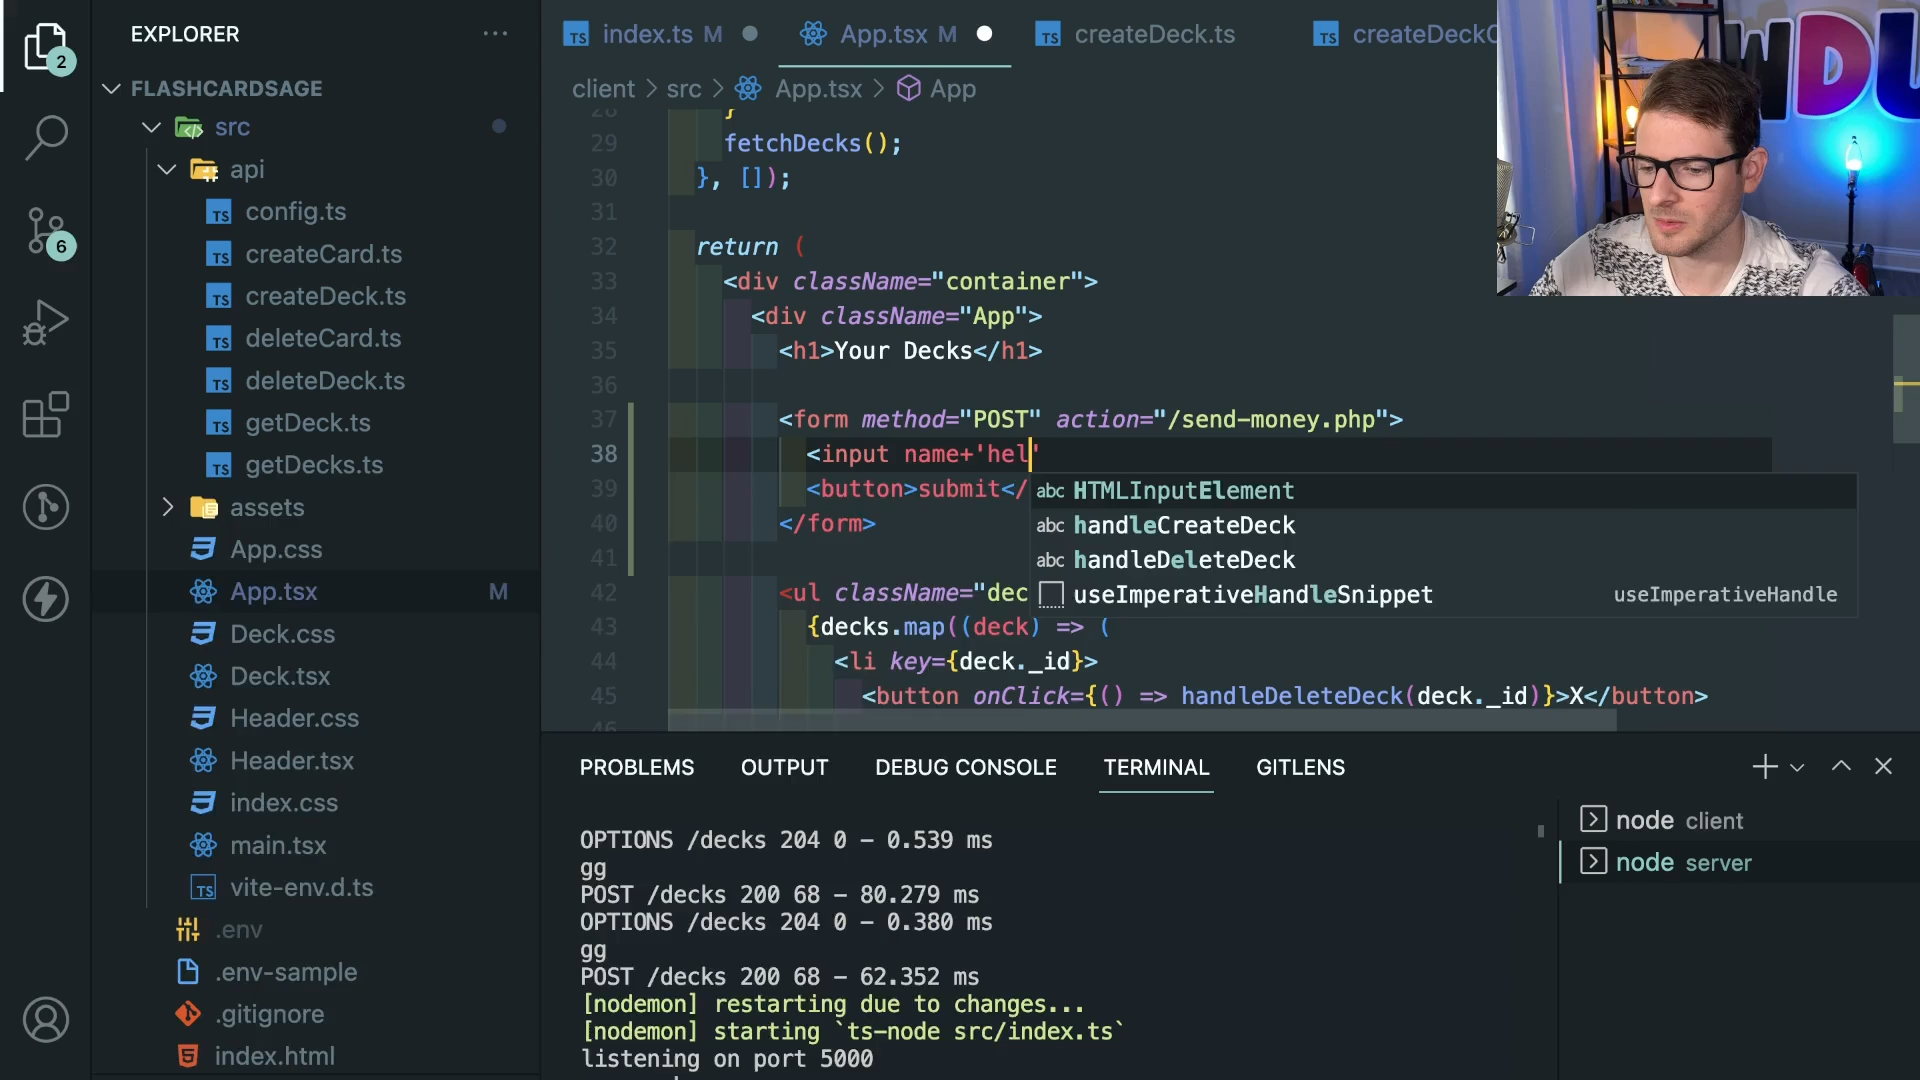 EXPLORER
FLASHCARDSAGE
src
api
config.ts
createCard.ts
createDeck.ts
deleteCard.ts
deleteDeck.ts
getDeck.ts
getDecks.ts
assets
App.css
App.tsx M
Deck.css
Deck.tsx
Header.css
Header.tsx
index.css
main.tsx
vite-env.d.ts
.env
.env-sample
.gitignore
index.html
2
6
index.ts M
App.tsx M
createDeck.ts
client > src > App.tsx > App
28 }
29 fetchDecks();
30 }, []);
31
32 return (
33 <div className="container">
34 <div className="App">
35 <h1>Your Decks</h1>
36
37 <form method="POST" action="/send-money.php">
38 <input name+'hel'
39 <button>submit</
40 </form>
41
42 <ul className="dec
43 {decks.map((deck) => (
44 <li key={deck._id}>
45 <button onClick={() => handleDeleteDeck(deck._id)}>X</button>
46
abc HTMLInputElement
abc handleCreateDeck
abc handleDeleteDeck
useImperativeHandleSnippet useImperativeHandle
PROBLEMS OUTPUT DEBUG CONSOLE TERMINAL GITLENS
OPTIONS /decks 204 0 – 0.539 ms
gg
POST /decks 200 68 – 80.279 ms
OPTIONS /decks 204 0 – 0.380 ms
gg
POST /decks 200 68 – 62.352 ms
[nodemon] restarting due to changes...
[nodemon] starting `ts-node src/index.ts`
listening on port 5000
node client
node server